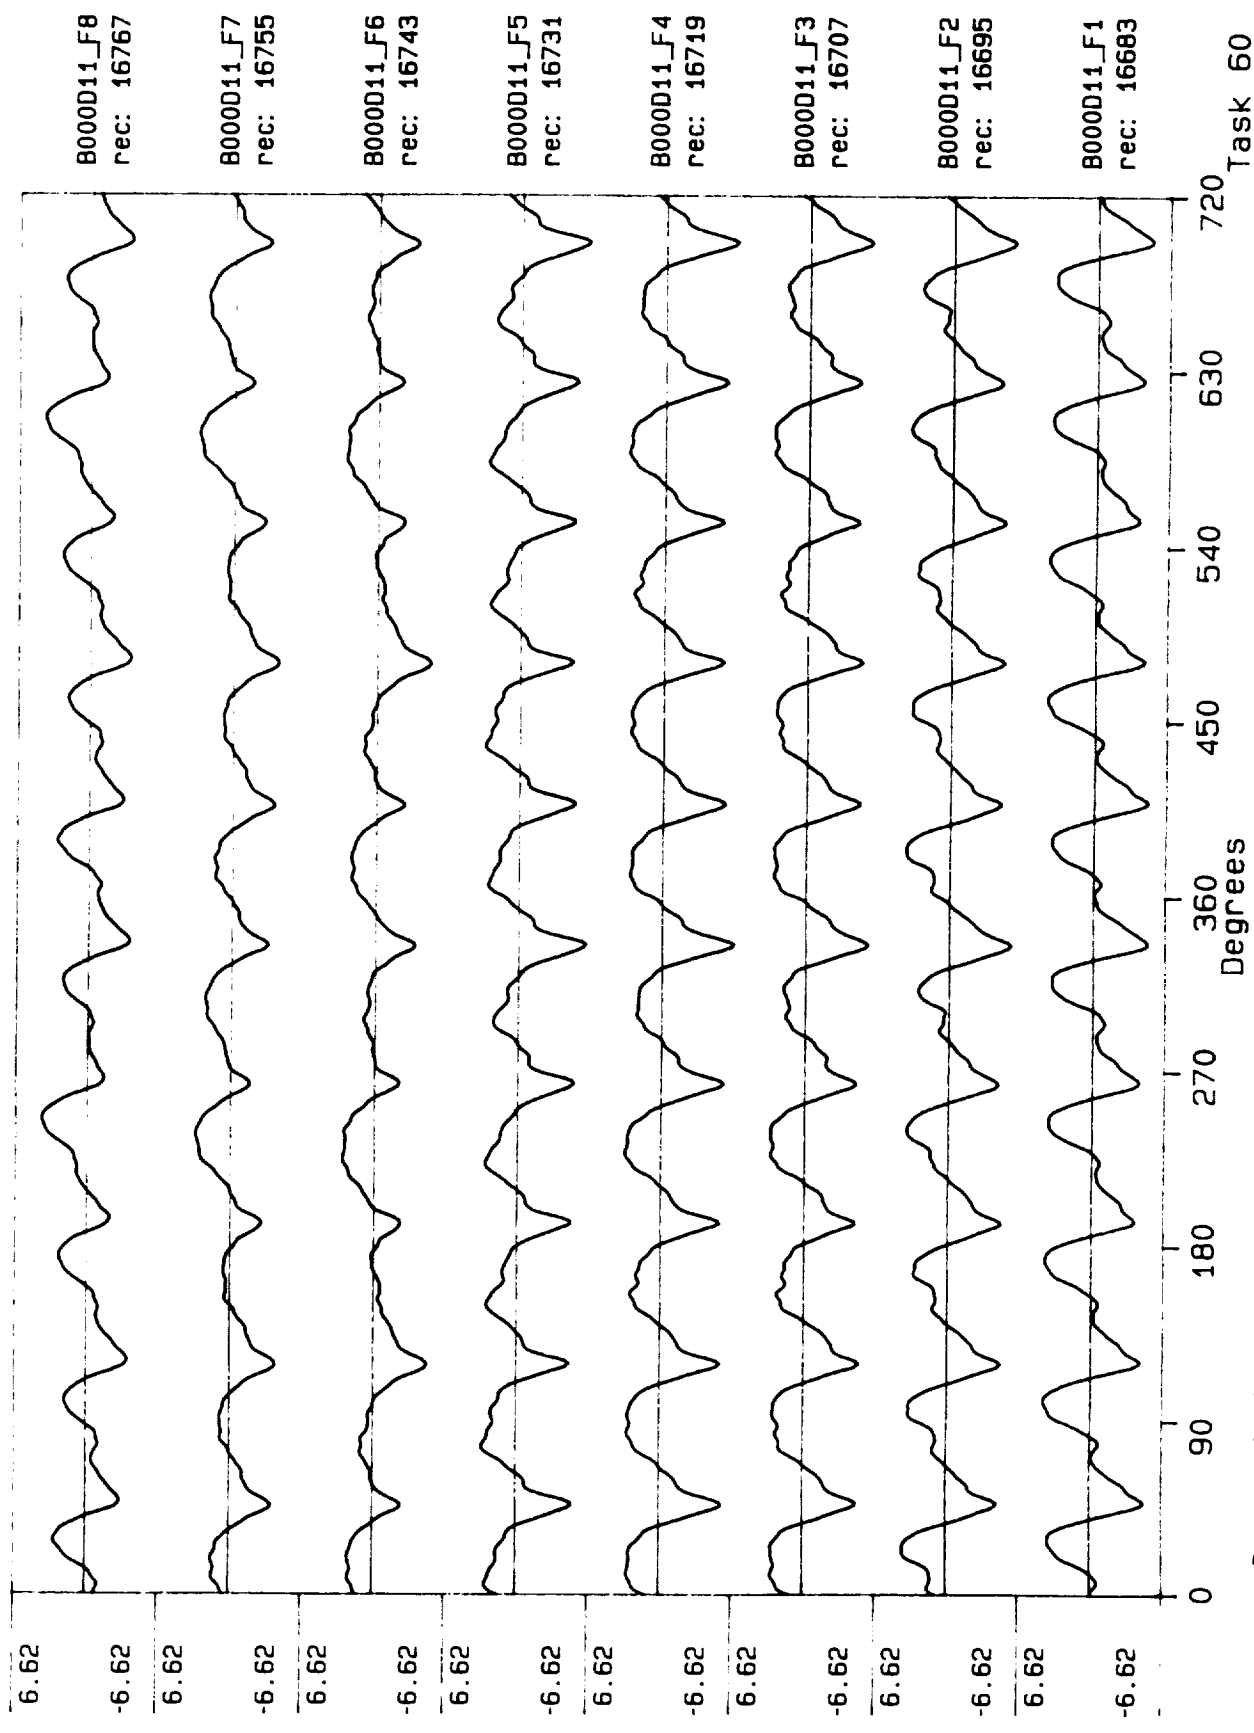 B000D11_F8
rec: 16767
B000D11_F7
rec: 16755
B000D11_F6
rec: 16743
B000D11_F5
rec: 16731
B000D11_F4
rec: 16719
B000D11_F3
rec: 16707
B000D11_F2
rec: 16695
B000D11_F1
rec: 16683
6.62
-6.62
6.62
-6.62
6.62
-6.62
6.62
-6.62
6.62
-6.62
6.62
-6.62
6.62
-6.62
6.62
-6.62
0 90 180 270 360 450 540 630 720
Degrees
Task 60